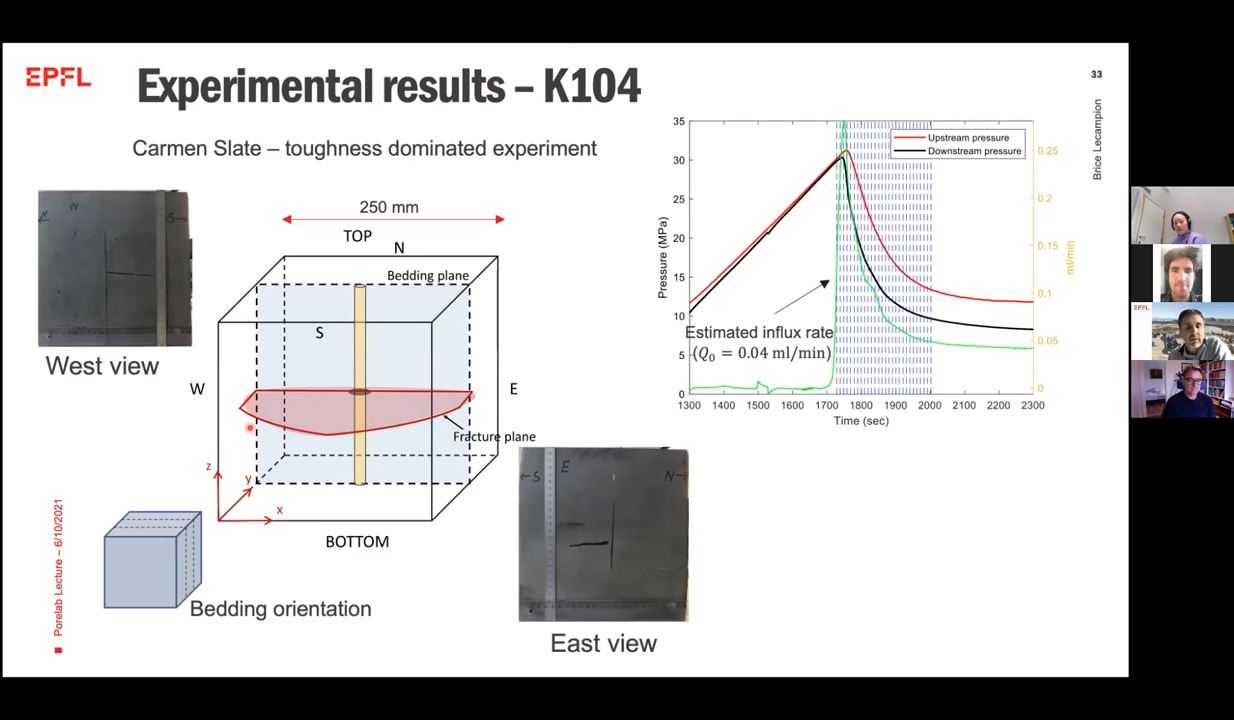 EPFL
Experimental results – K104
33
Brice Lecampion
Carmen Slate – toughness dominated experiment
N
W
S
West view
250 mm
TOP
N
Bedding plane
S
W
E
Fracture plane
z
y
x
BOTTOM
Bedding orientation
Porelab Lecture – 6/10/2021
S
E
N
East view
Upstream pressure
Downstream pressure
35
30
25
20
15
10
5
0
Pressure (MPa)
0.25
0.2
0.15
0.1
0.05
0
ml/min
Estimated influx rate
(Q₀ = 0.04 ml/min)
1300 1400 1500 1600 1700 1800 1900 2000 2100 2200 2300
Time (sec)
EPFL